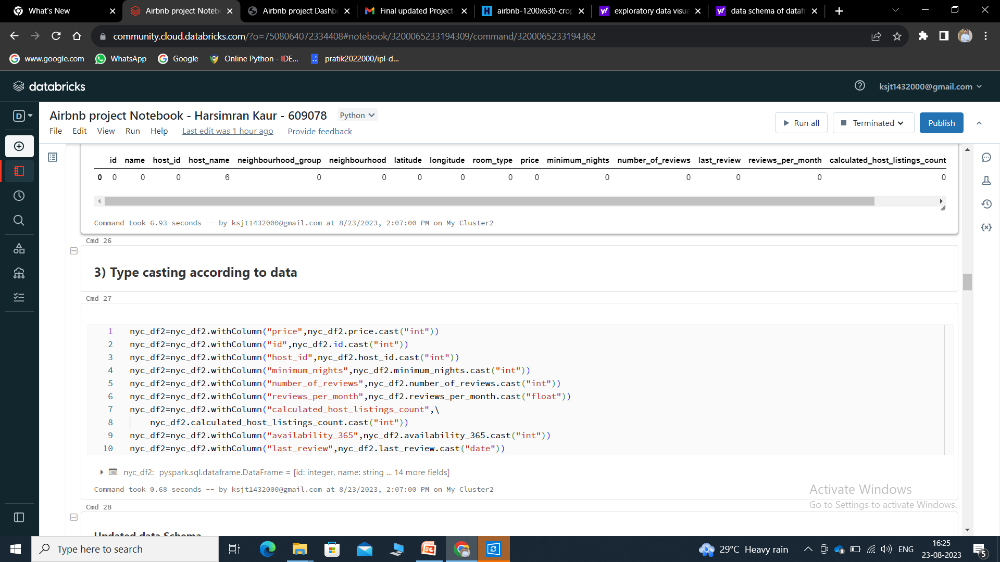 What's New
Airbnb project Noteb
Airbnb project Dashb
Final updated Project-
airbnb-1200x630-crop
exploratory data visua
data schema of dataf
community.cloud.databricks.com/?o=7508064072334408#notebook/3200065233194309/command/3200065233194362
www.google.com
WhatsApp
Google
Online Python - IDE...
pratik2022000/ipl-d...
databricks
ksjt1432000@gmail.com
D
Airbnb project Notebook - Harsimran Kaur - 609078
Python
File Edit View Run Help Last edit was 1 hour ago Provide feedback
Run all
Terminated
Publish
id name host_id host_name neighbourhood_group neighbourhood latitude longitude room_type price minimum_nights number_of_reviews last_review reviews_per_month calculated_host_listings_count
0 0 0 0 6 0 0 0 0 0 0 0 0 0 0 0
Command took 6.93 seconds -- by ksjt1432000@gmail.com at 8/23/2023, 2:07:00 PM on My Cluster2
Cmd 26
3) Type casting according to data
Cmd 27
1 nyc_df2=nyc_df2.withColumn("price",nyc_df2.price.cast("int"))
2 nyc_df2=nyc_df2.withColumn("id",nyc_df2.id.cast("int"))
3 nyc_df2=nyc_df2.withColumn("host_id",nyc_df2.host_id.cast("int"))
4 nyc_df2=nyc_df2.withColumn("minimum_nights",nyc_df2.minimum_nights.cast("int"))
5 nyc_df2=nyc_df2.withColumn("number_of_reviews",nyc_df2.number_of_reviews.cast("int"))
6 nyc_df2=nyc_df2.withColumn("reviews_per_month",nyc_df2.reviews_per_month.cast("float"))
7 nyc_df2=nyc_df2.withColumn("calculated_host_listings_count",\
8 nyc_df2.calculated_host_listings_count.cast("int"))
9 nyc_df2=nyc_df2.withColumn("availability_365",nyc_df2.availability_365.cast("int"))
10 nyc_df2=nyc_df2.withColumn("last_review",nyc_df2.last_review.cast("date"))
nyc_df2: pyspark.sql.dataframe.DataFrame = [id: integer, name: string ... 14 more fields]
Command took 0.68 seconds -- by ksjt1432000@gmail.com at 8/23/2023, 2:07:00 PM on My Cluster2
Activate Windows
Go to Settings to activate Windows.
Cmd 28
Updated data Schema
Type here to search
29°C Heavy rain
ENG
16:25
23-08-2023
5